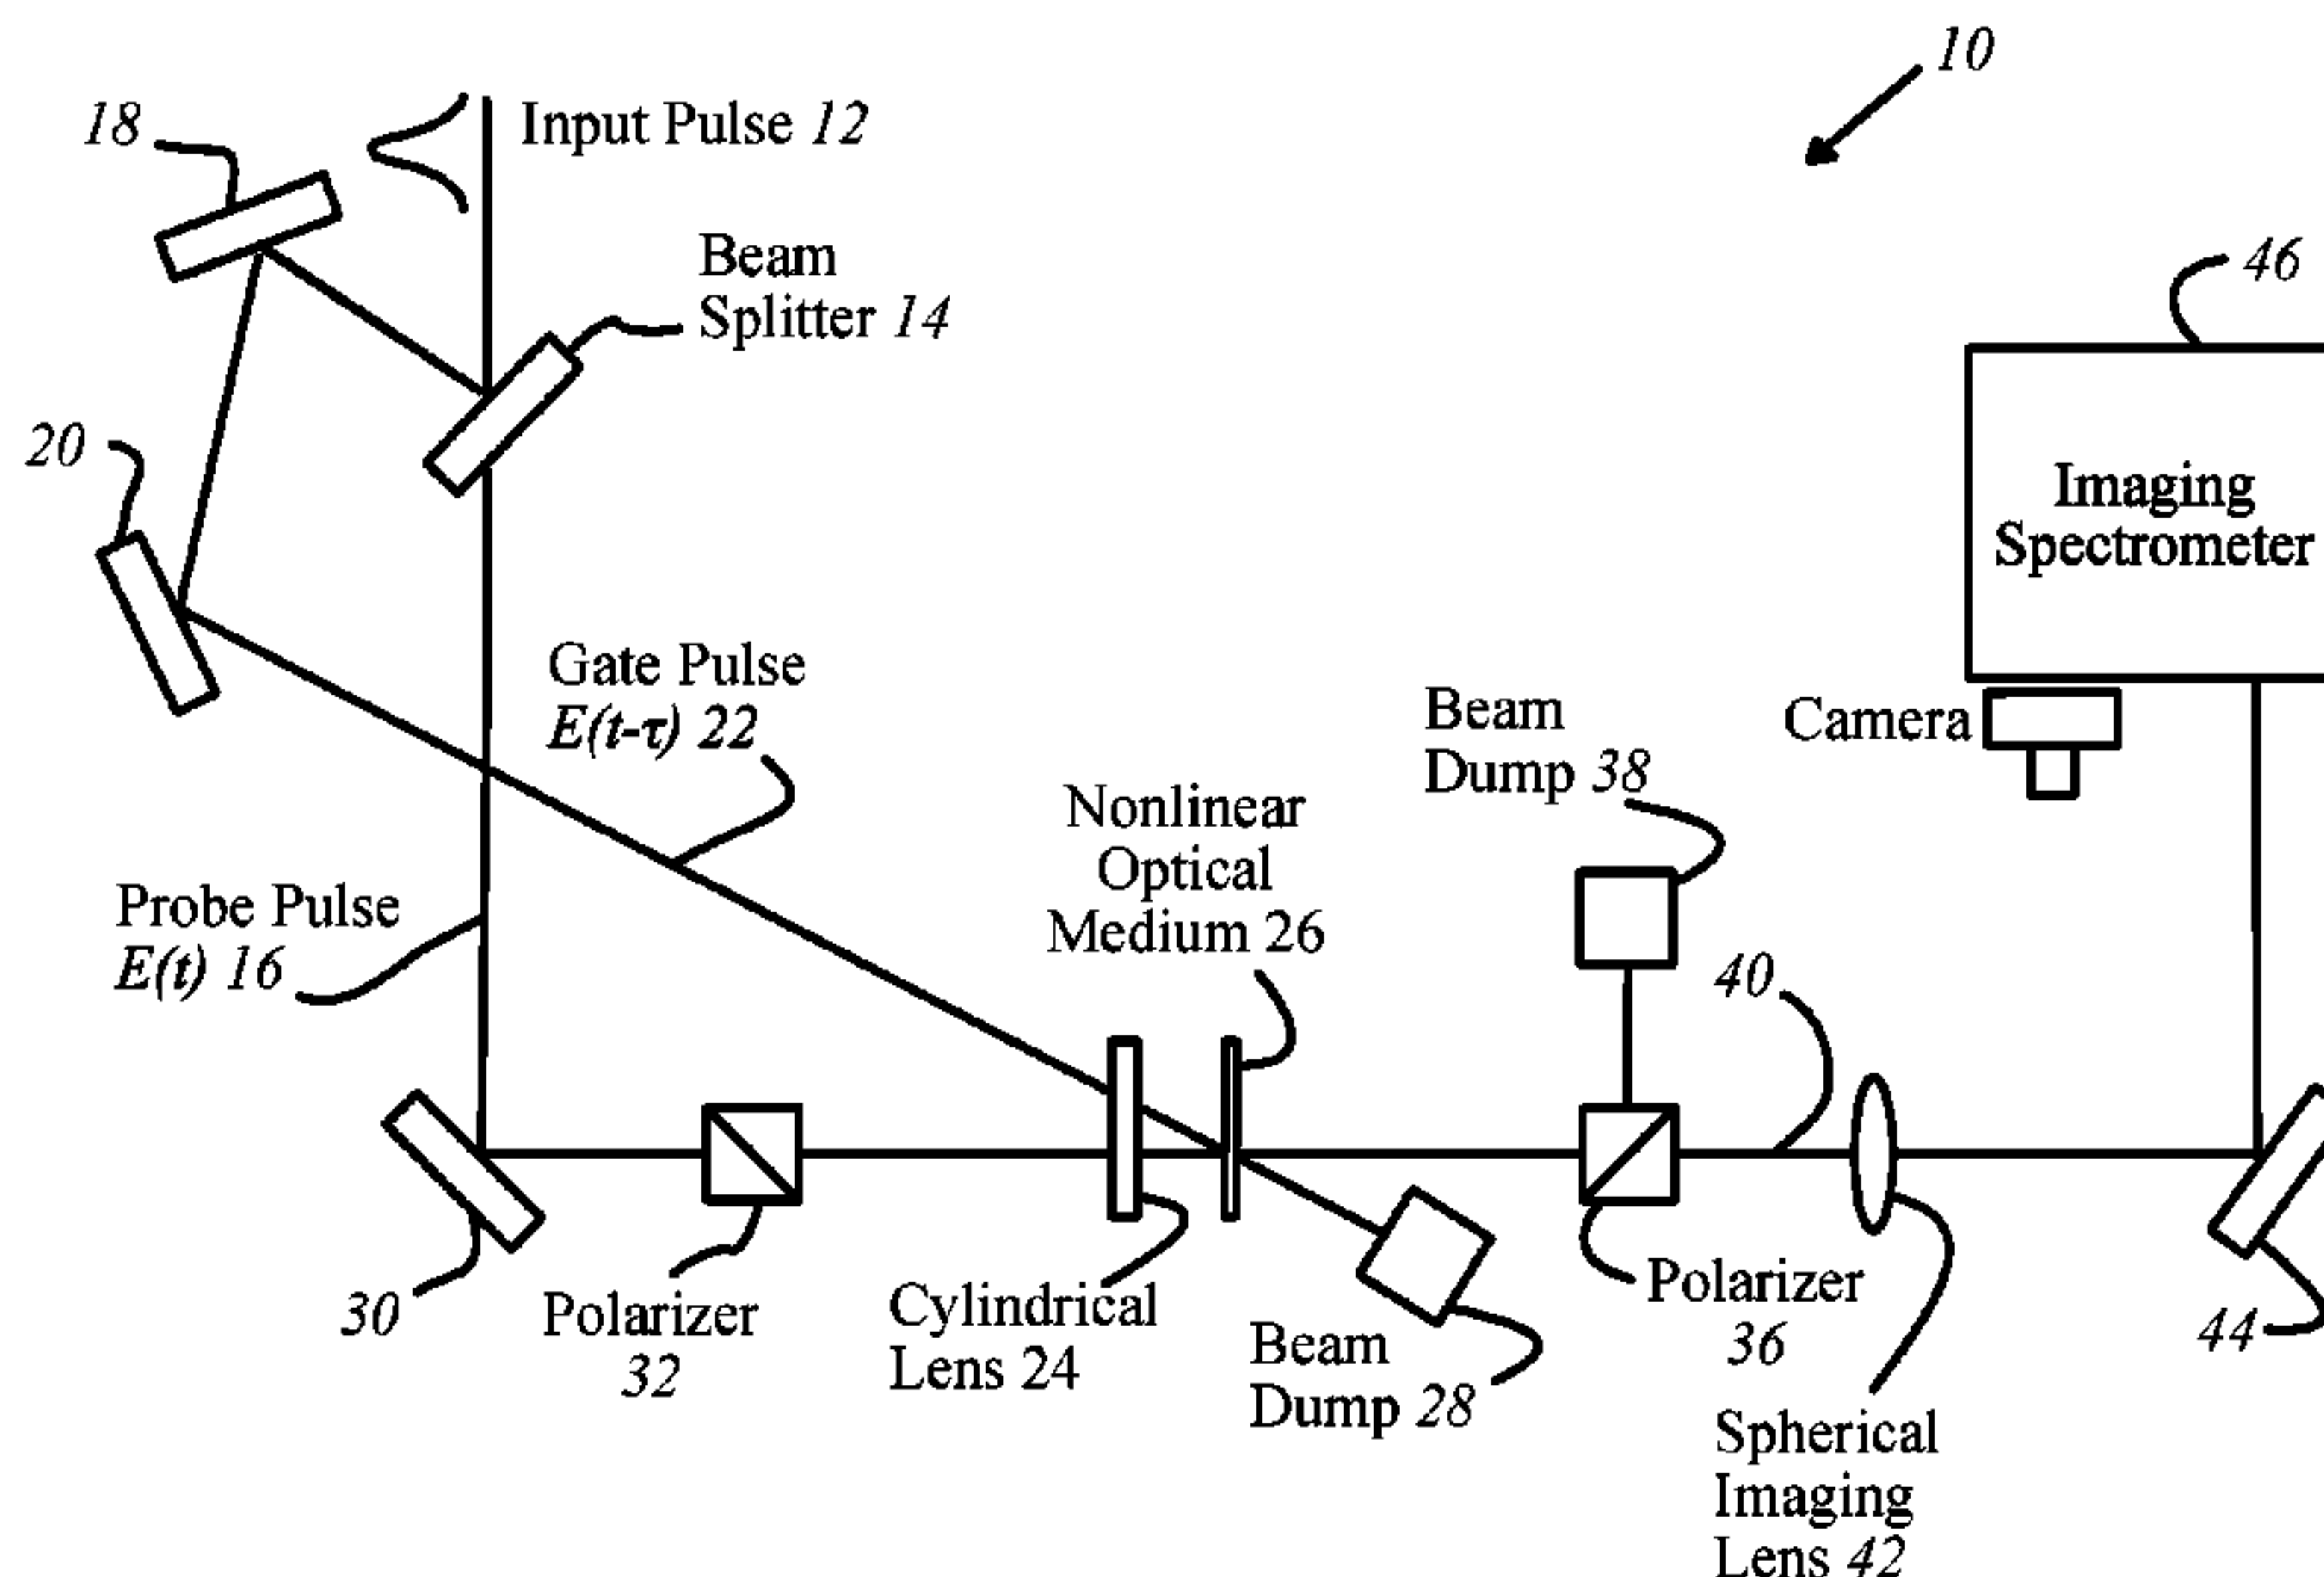 10
18
Input Pulse 12
Beam
Splitter 14
46
20
Imaging
Spectrometer
Gate Pulse
E(t-τ) 22
Camera
Beam
Dump 38
Nonlinear
Optical
Medium 26
Probe Pulse
E(t) 16
40
30
Polarizer
32
Cylindrical
Lens 24
Beam
Dump 28
Polarizer
36
44
Spherical
Imaging
Lens 42